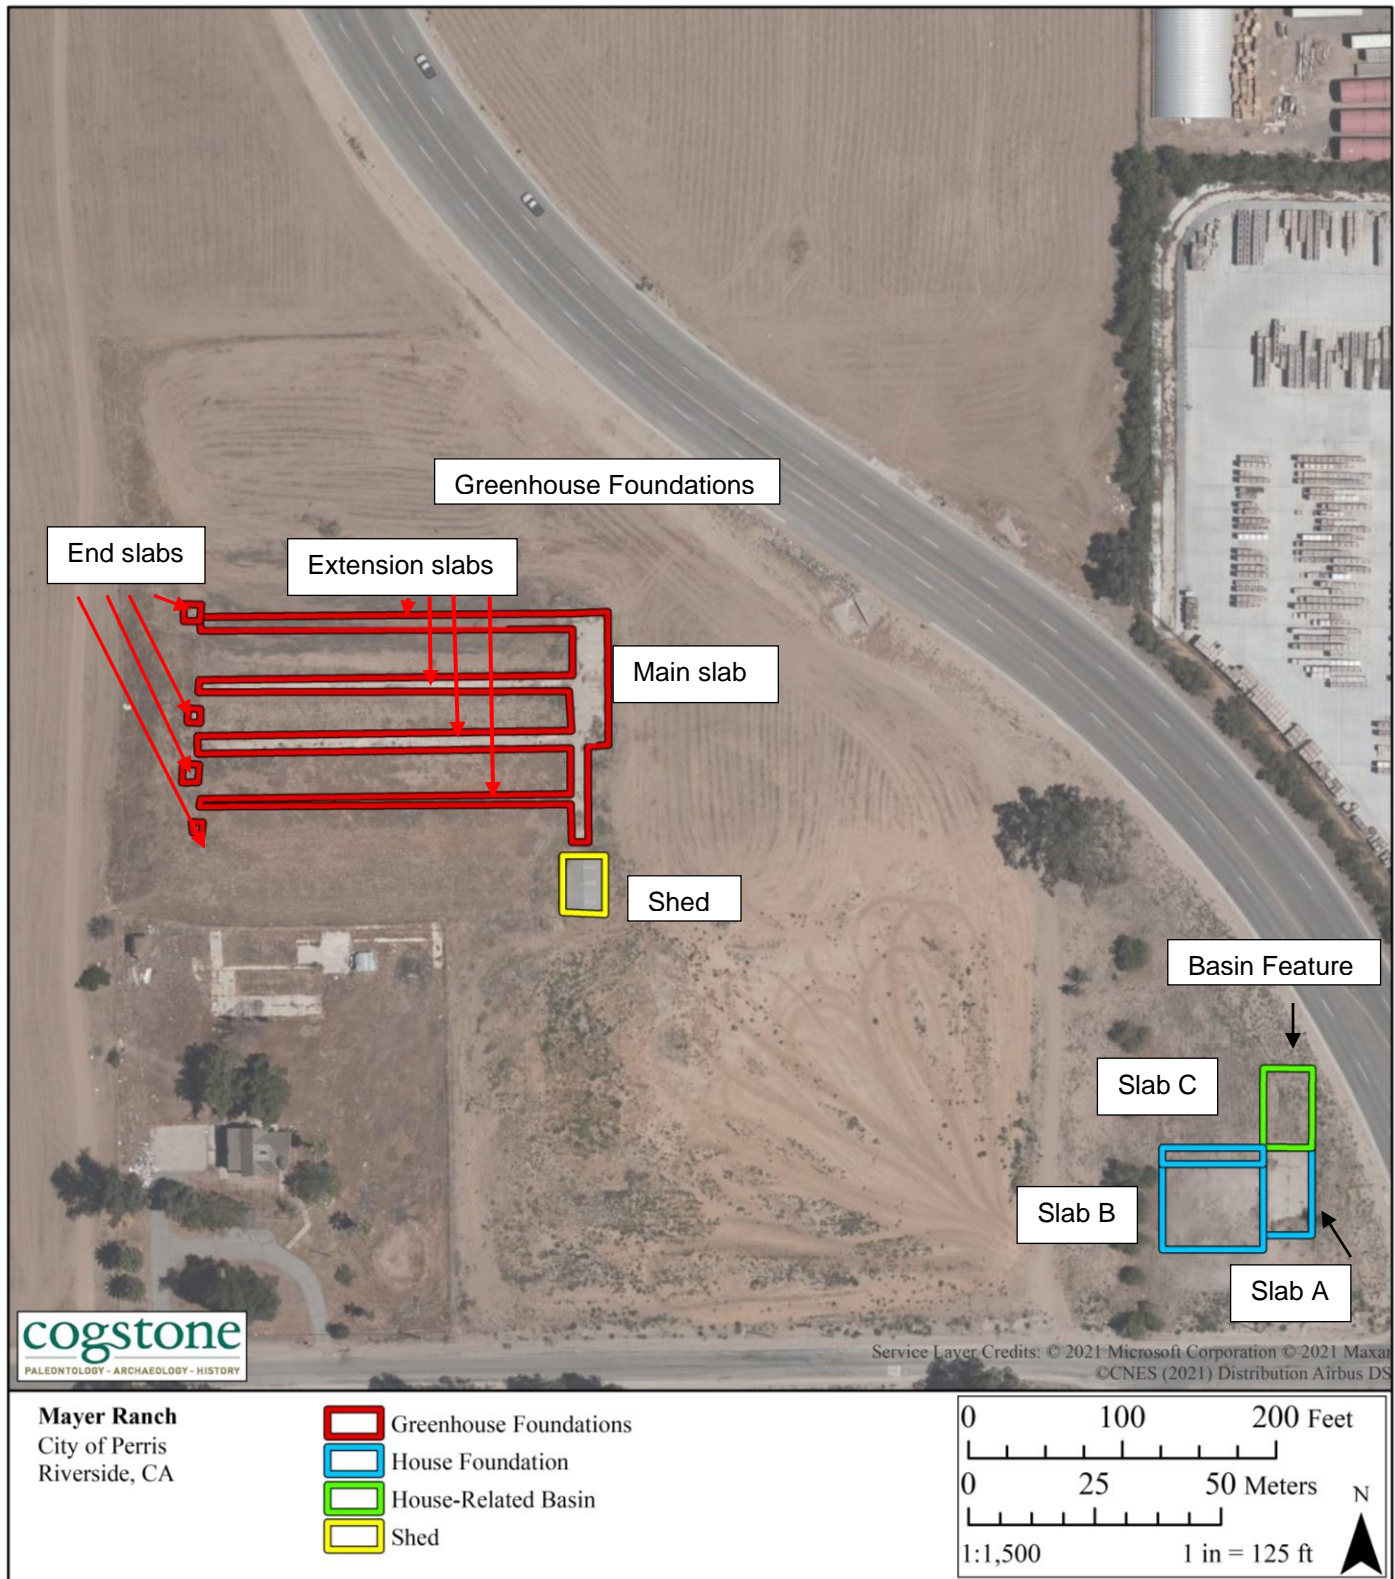 Greenhouse Foundations
End slabs
Extension slabs
Main slab
Shed
Basin Feature
Slab C
Slab B
Slab A
cogstone
PALEONTOLOGY - ARCHAEOLOGY - HISTORY
Service Layer Credits: © 2021 Microsoft Corporation © 2021 Maxar
©CNES (2021) Distribution Airbus DS
Mayer Ranch
City of Perris
Riverside, CA
Greenhouse Foundations
House Foundation
House-Related Basin
Shed
0 100 200 Feet
0 25 50 Meters
N
1:1,500 1 in = 125 ft